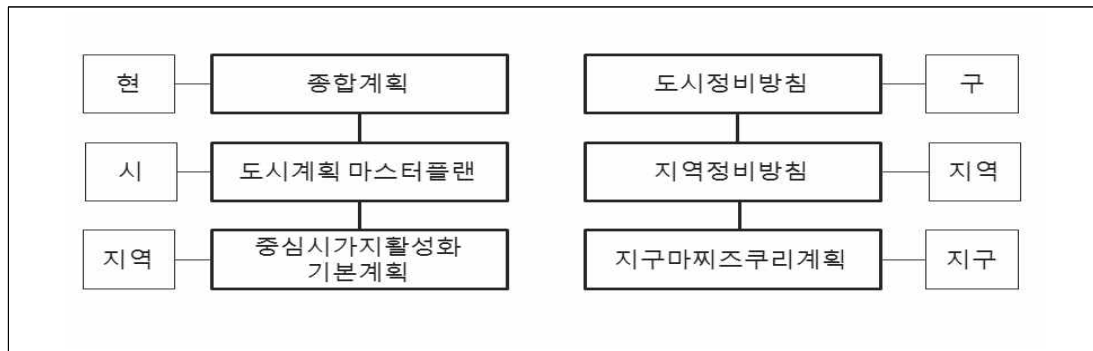 현 종합계획 도시정비방침 구
시 도시계획 마스터플랜 지역정비방침 지역
지역 중심시가지활성화
기본계획 지구마찌즈쿠리계획 지구